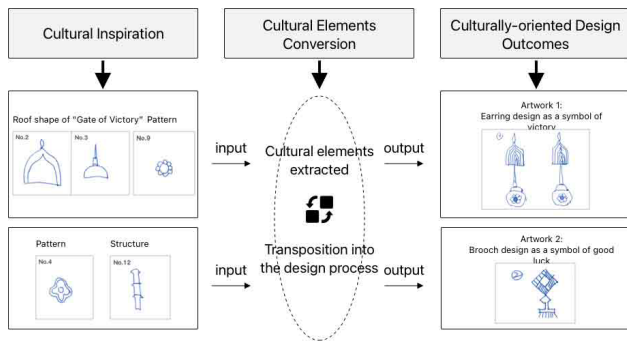 Cultural Inspiration
Cultural Elements
Conversion
Culturally-oriented Design
Outcomes
Roof shape of “Gate of Victory” Pattern
No.2
No.3
No.9
input
Cultural elements
extracted
output
Artwork 1:
Earring design as a symbol of
victory
Pattern
Structure
No.4
No.12
input
Transposition into
the design process
output
Artwork 2:
Brooch design as a symbol of good
luck